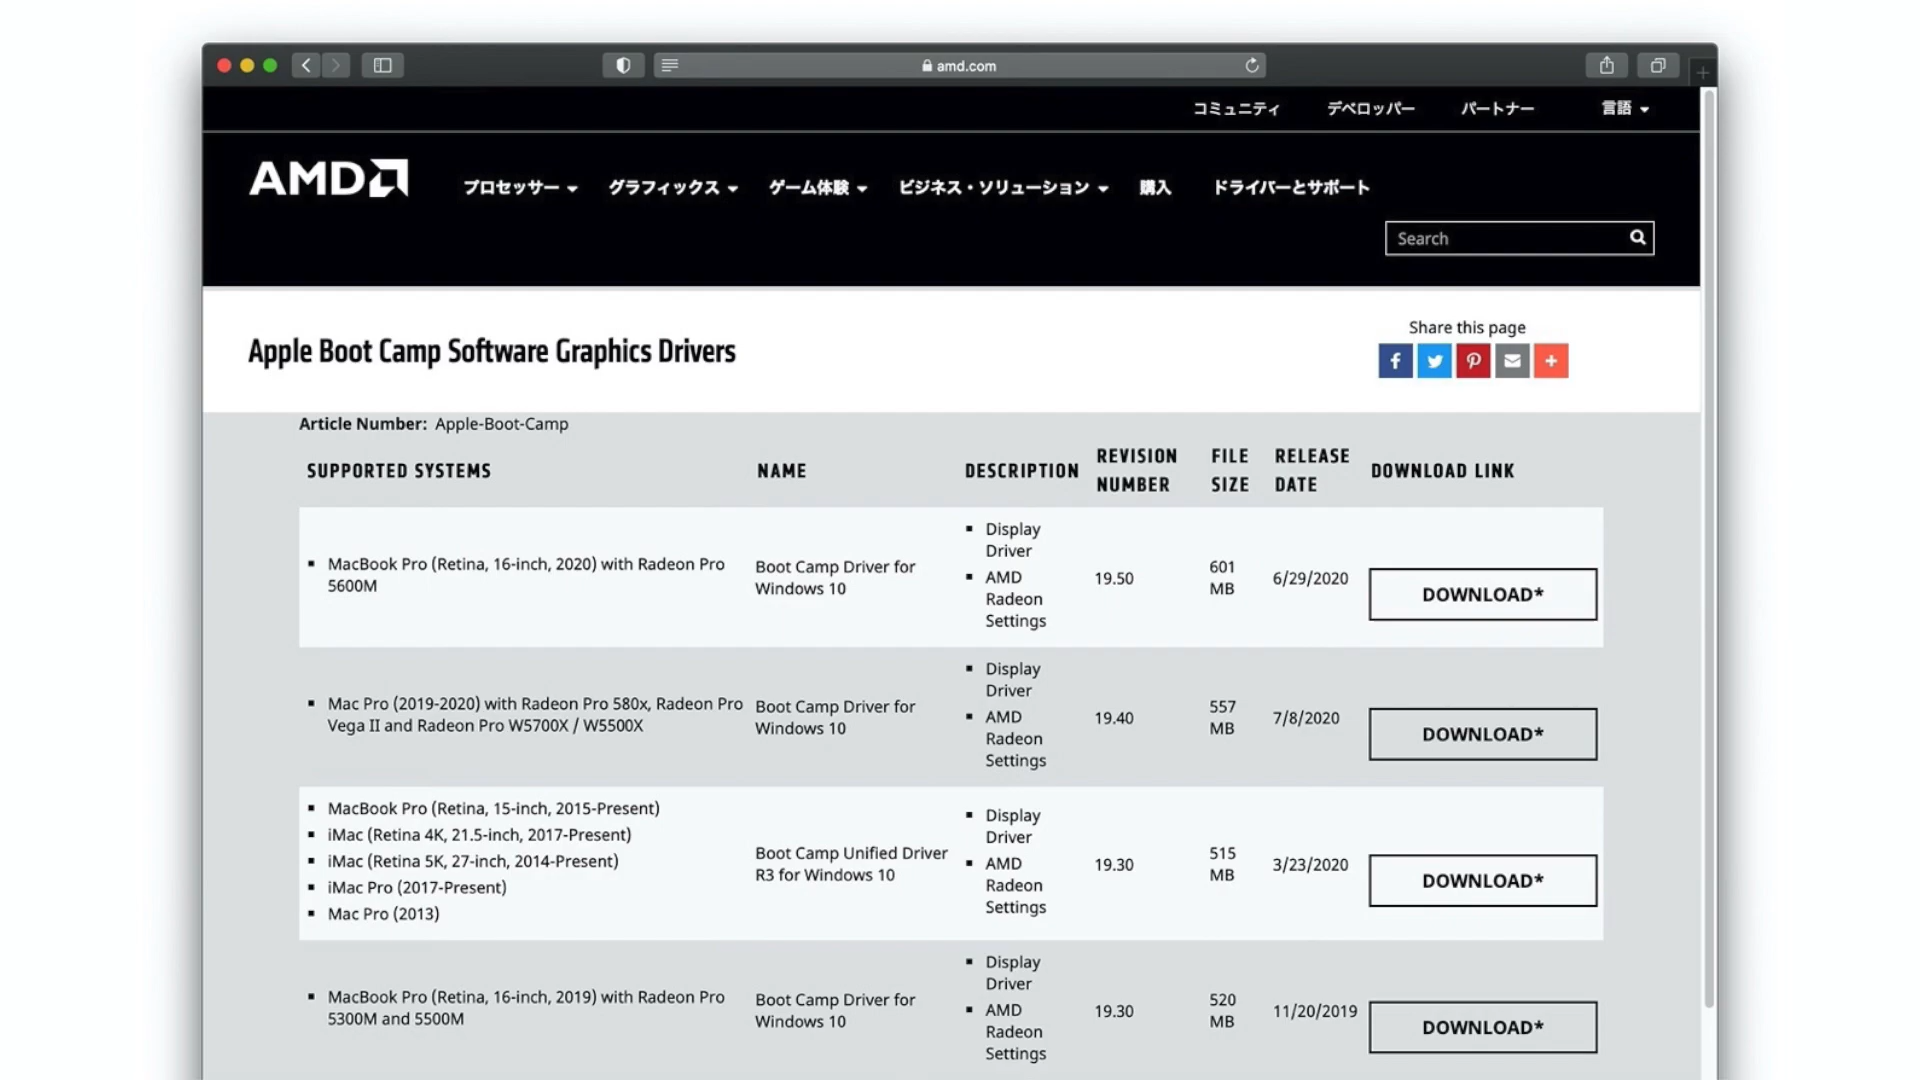 amd.com
コミュニティ デベロッパー パートナー 言語
AMD
プロセッサー グラフィックス ゲーム体験 ビジネス・ソリューション 購入 ドライバーとサポート
Search
Apple Boot Camp Software Graphics Drivers
Share this page
Article Number: Apple-Boot-Camp
SUPPORTED SYSTEMS
NAME
DESCRIPTION
REVISION
NUMBER
FILE
SIZE
RELEASE
DATE
DOWNLOAD LINK
MacBook Pro (Retina, 16-inch, 2020) with Radeon Pro
5600M
Boot Camp Driver for
Windows 10
Display
Driver
AMD
Radeon
Settings
19.50
601
MB
6/29/2020
DOWNLOAD*
Mac Pro (2019-2020) with Radeon Pro 580x, Radeon Pro
Vega II and Radeon Pro W5700X / W5500X
Boot Camp Driver for
Windows 10
Display
Driver
AMD
Radeon
Settings
19.40
557
MB
7/8/2020
DOWNLOAD*
MacBook Pro (Retina, 15-inch, 2015-Present)
iMac (Retina 4K, 21.5-inch, 2017-Present)
iMac (Retina 5K, 27-inch, 2014-Present)
iMac Pro (2017-Present)
Mac Pro (2013)
Boot Camp Unified Driver
R3 for Windows 10
Display
Driver
AMD
Radeon
Settings
19.30
515
MB
3/23/2020
DOWNLOAD*
MacBook Pro (Retina, 16-inch, 2019) with Radeon Pro
5300M and 5500M
Boot Camp Driver for
Windows 10
Display
Driver
AMD
Radeon
Settings
19.30
520
MB
11/20/2019
DOWNLOAD*